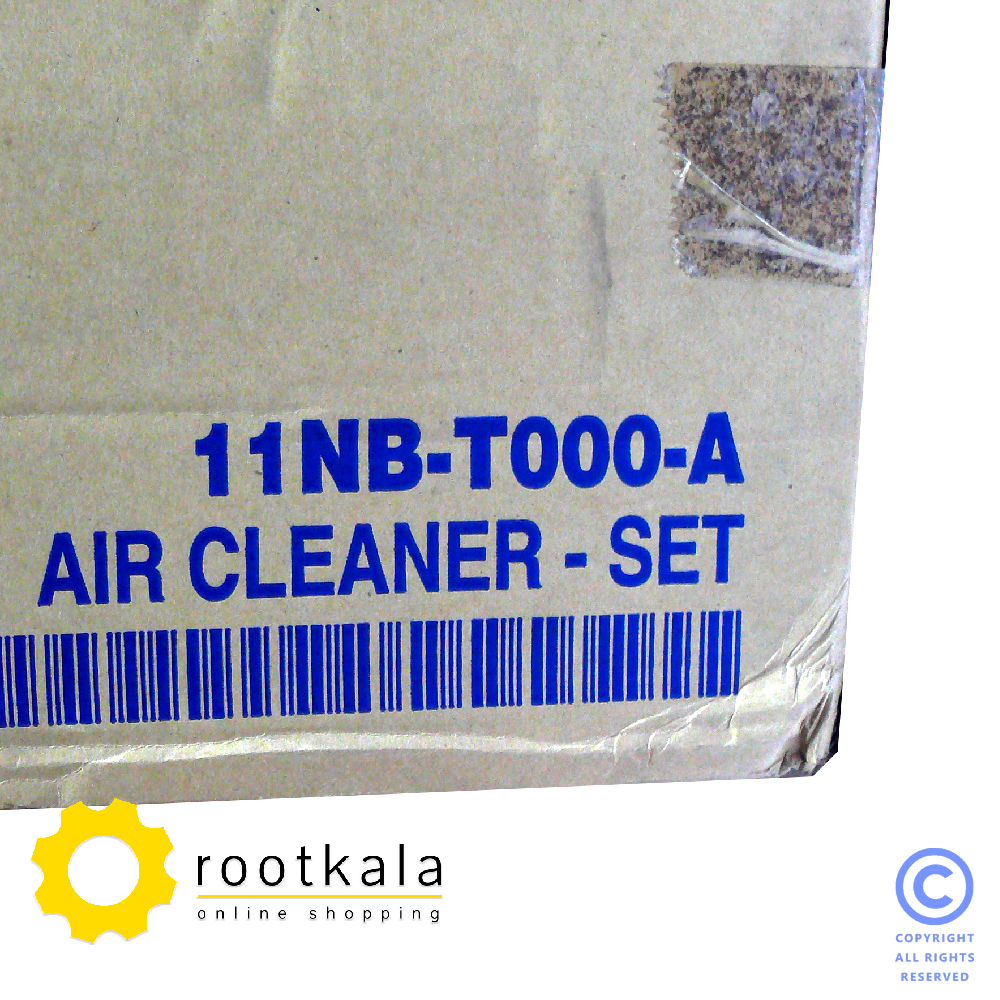 11NB-T000-A
AIR CLEANER - SET
rootkala
online shopping
COPYRIGHT
ALL RIGHTS
RESERVED